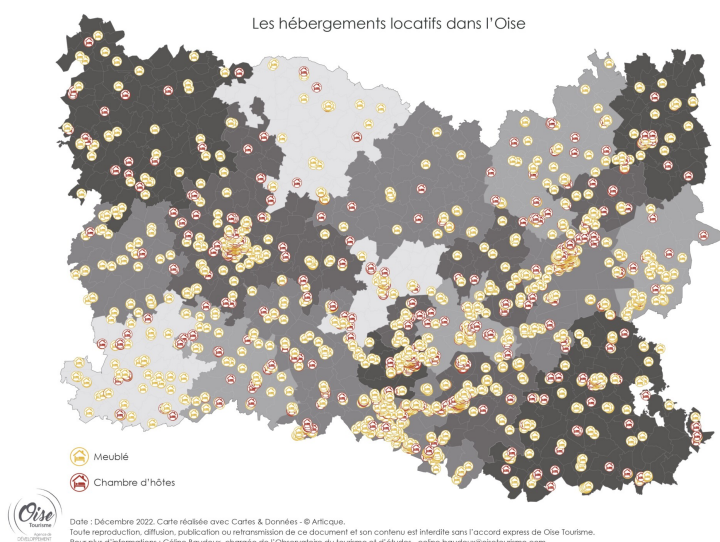 Les hébergements locatifs dans l'Oise
Meublé
Chambre d'hôtes
Oise
Tourisme
Agence de
DÉVELOPPEMENT
Date : Décembre 2022. Carte réalisée avec Cartes & Données - © Articque.
Toute reproduction, diffusion, publication ou retransmission de ce document et son contenu est interdite sans l'accord express de Oise Tourisme.